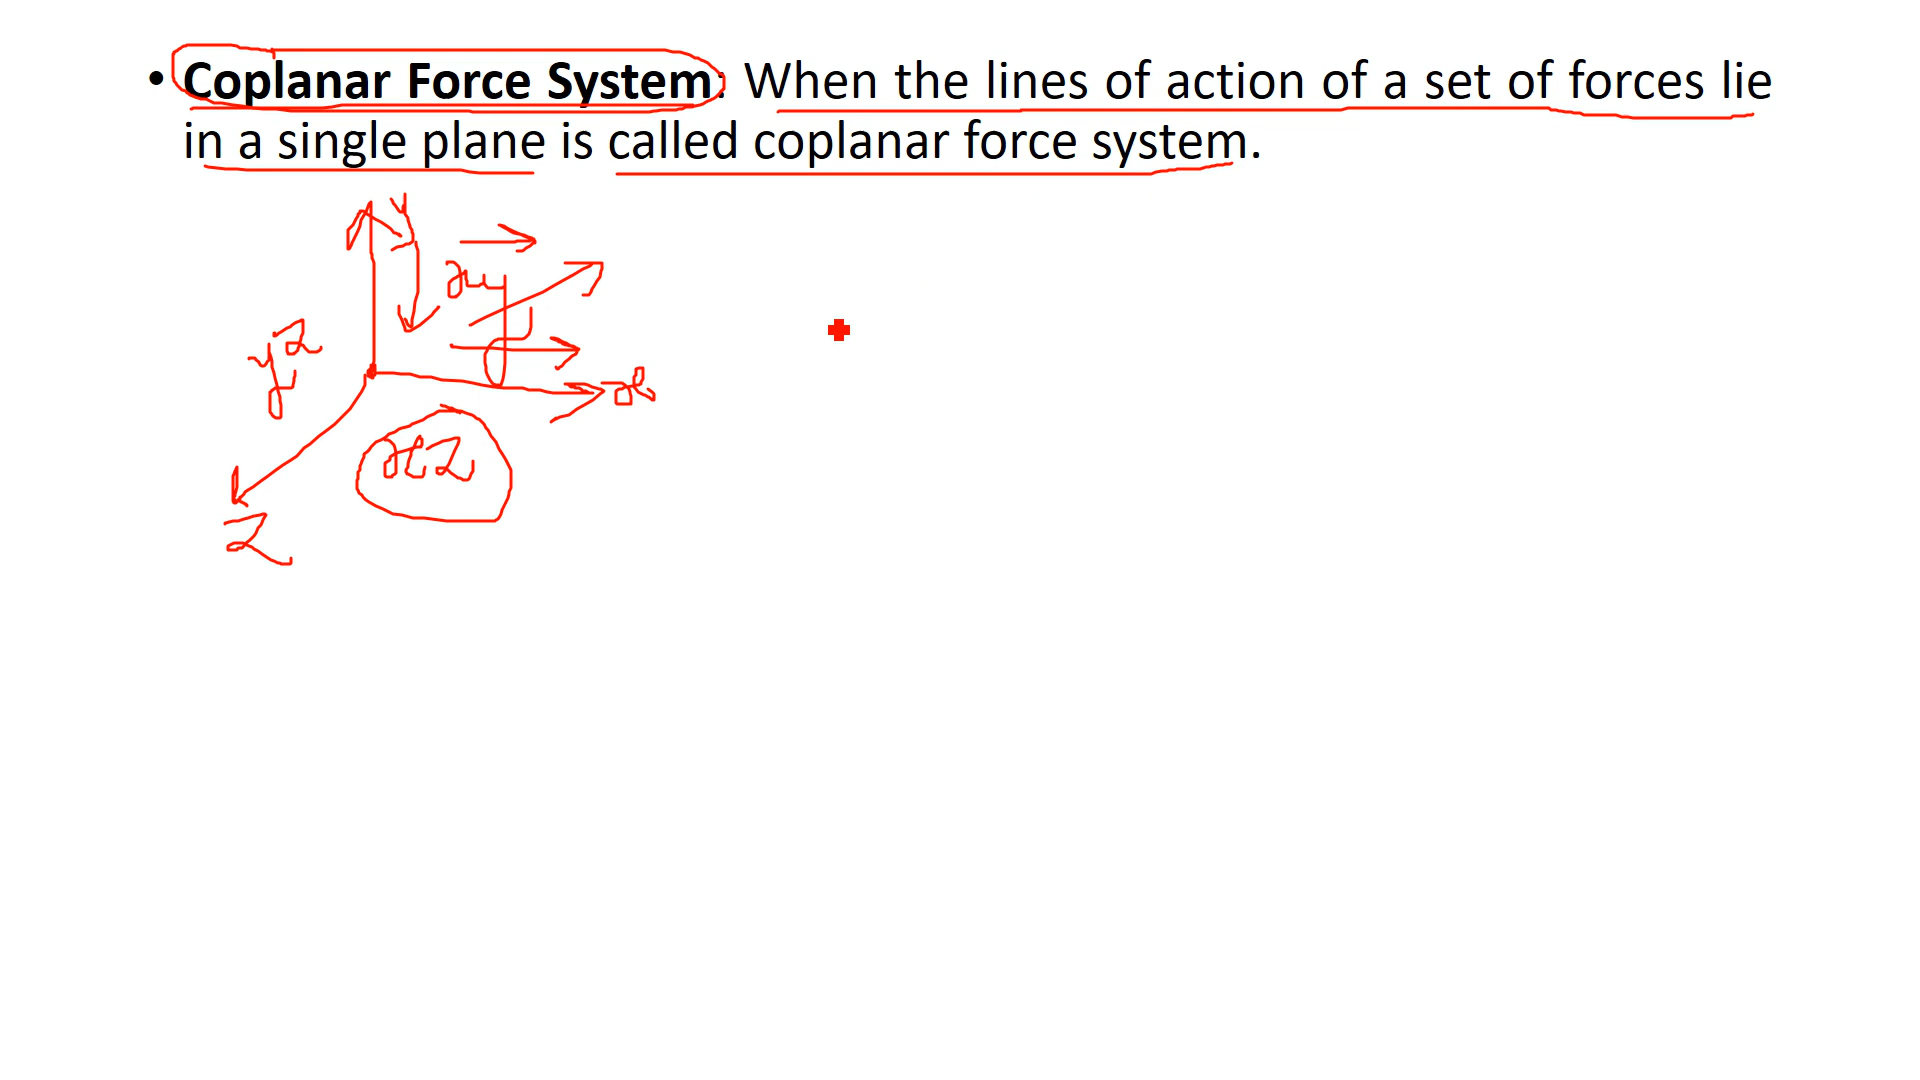 • Coplanar Force System: When the lines of action of a set of forces lie
in a single plane is called coplanar force system.
y
xy
yz
x
xz
z